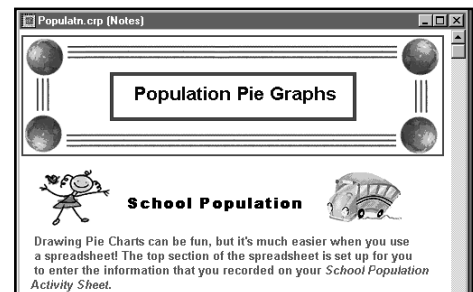 Populatn.crp (Notes)
Population Pie Graphs
School Population
Drawing Pie Charts can be fun, but it's much easier when you use
a spreadsheet! The top section of the spreadsheet is set up for you
to enter the information that you recorded on your School Population
Activity Sheet.